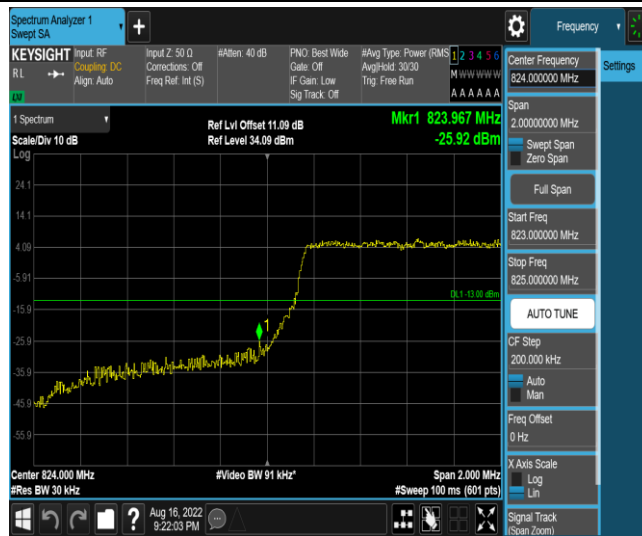 Spectrum Analyzer 1
Swept SA
Frequency
KEYSIGHT
RL
Input: RF
Coupling: DC
Align: Auto
Input Z: 50 Ω
Corrections: Off
Freq Ref: Int (S)
#Atten: 40 dB
PNO: Best Wide
Gate: Off
IF Gain: Low
Sig Track: Off
#Avg Type: Power (RMS
Avg|Hold: 30/30
Trig: Free Run
1 2 3 4 5 6
M W W W W W
A A A A A A
LXI
1 Spectrum
Scale/Div 10 dB
Log
Ref Lvl Offset 11.09 dB
Ref Level 34.09 dBm
Mkr1 823.967 MHz
-25.92 dBm
24.1
14.1
4.09
-5.91
-15.9
-25.9
-35.9
-45.9
-55.9
DL1 -13.00 dBm
1
Center 824.000 MHz
#Res BW 30 kHz
#Video BW 91 kHz*
Span 2.000 MHz
#Sweep 100 ms (601 pts)
Center Frequency
824.000000 MHz
Settings
Span
2.00000000 MHz
Swept Span
Zero Span
Full Span
Start Freq
823.000000 MHz
Stop Freq
825.000000 MHz
AUTO TUNE
CF Step
200.000 kHz
Auto
Man
Freq Offset
0 Hz
X Axis Scale
Log
Lin
Signal Track
(Span Zoom)
?
Aug 16, 2022
9:22:03 PM